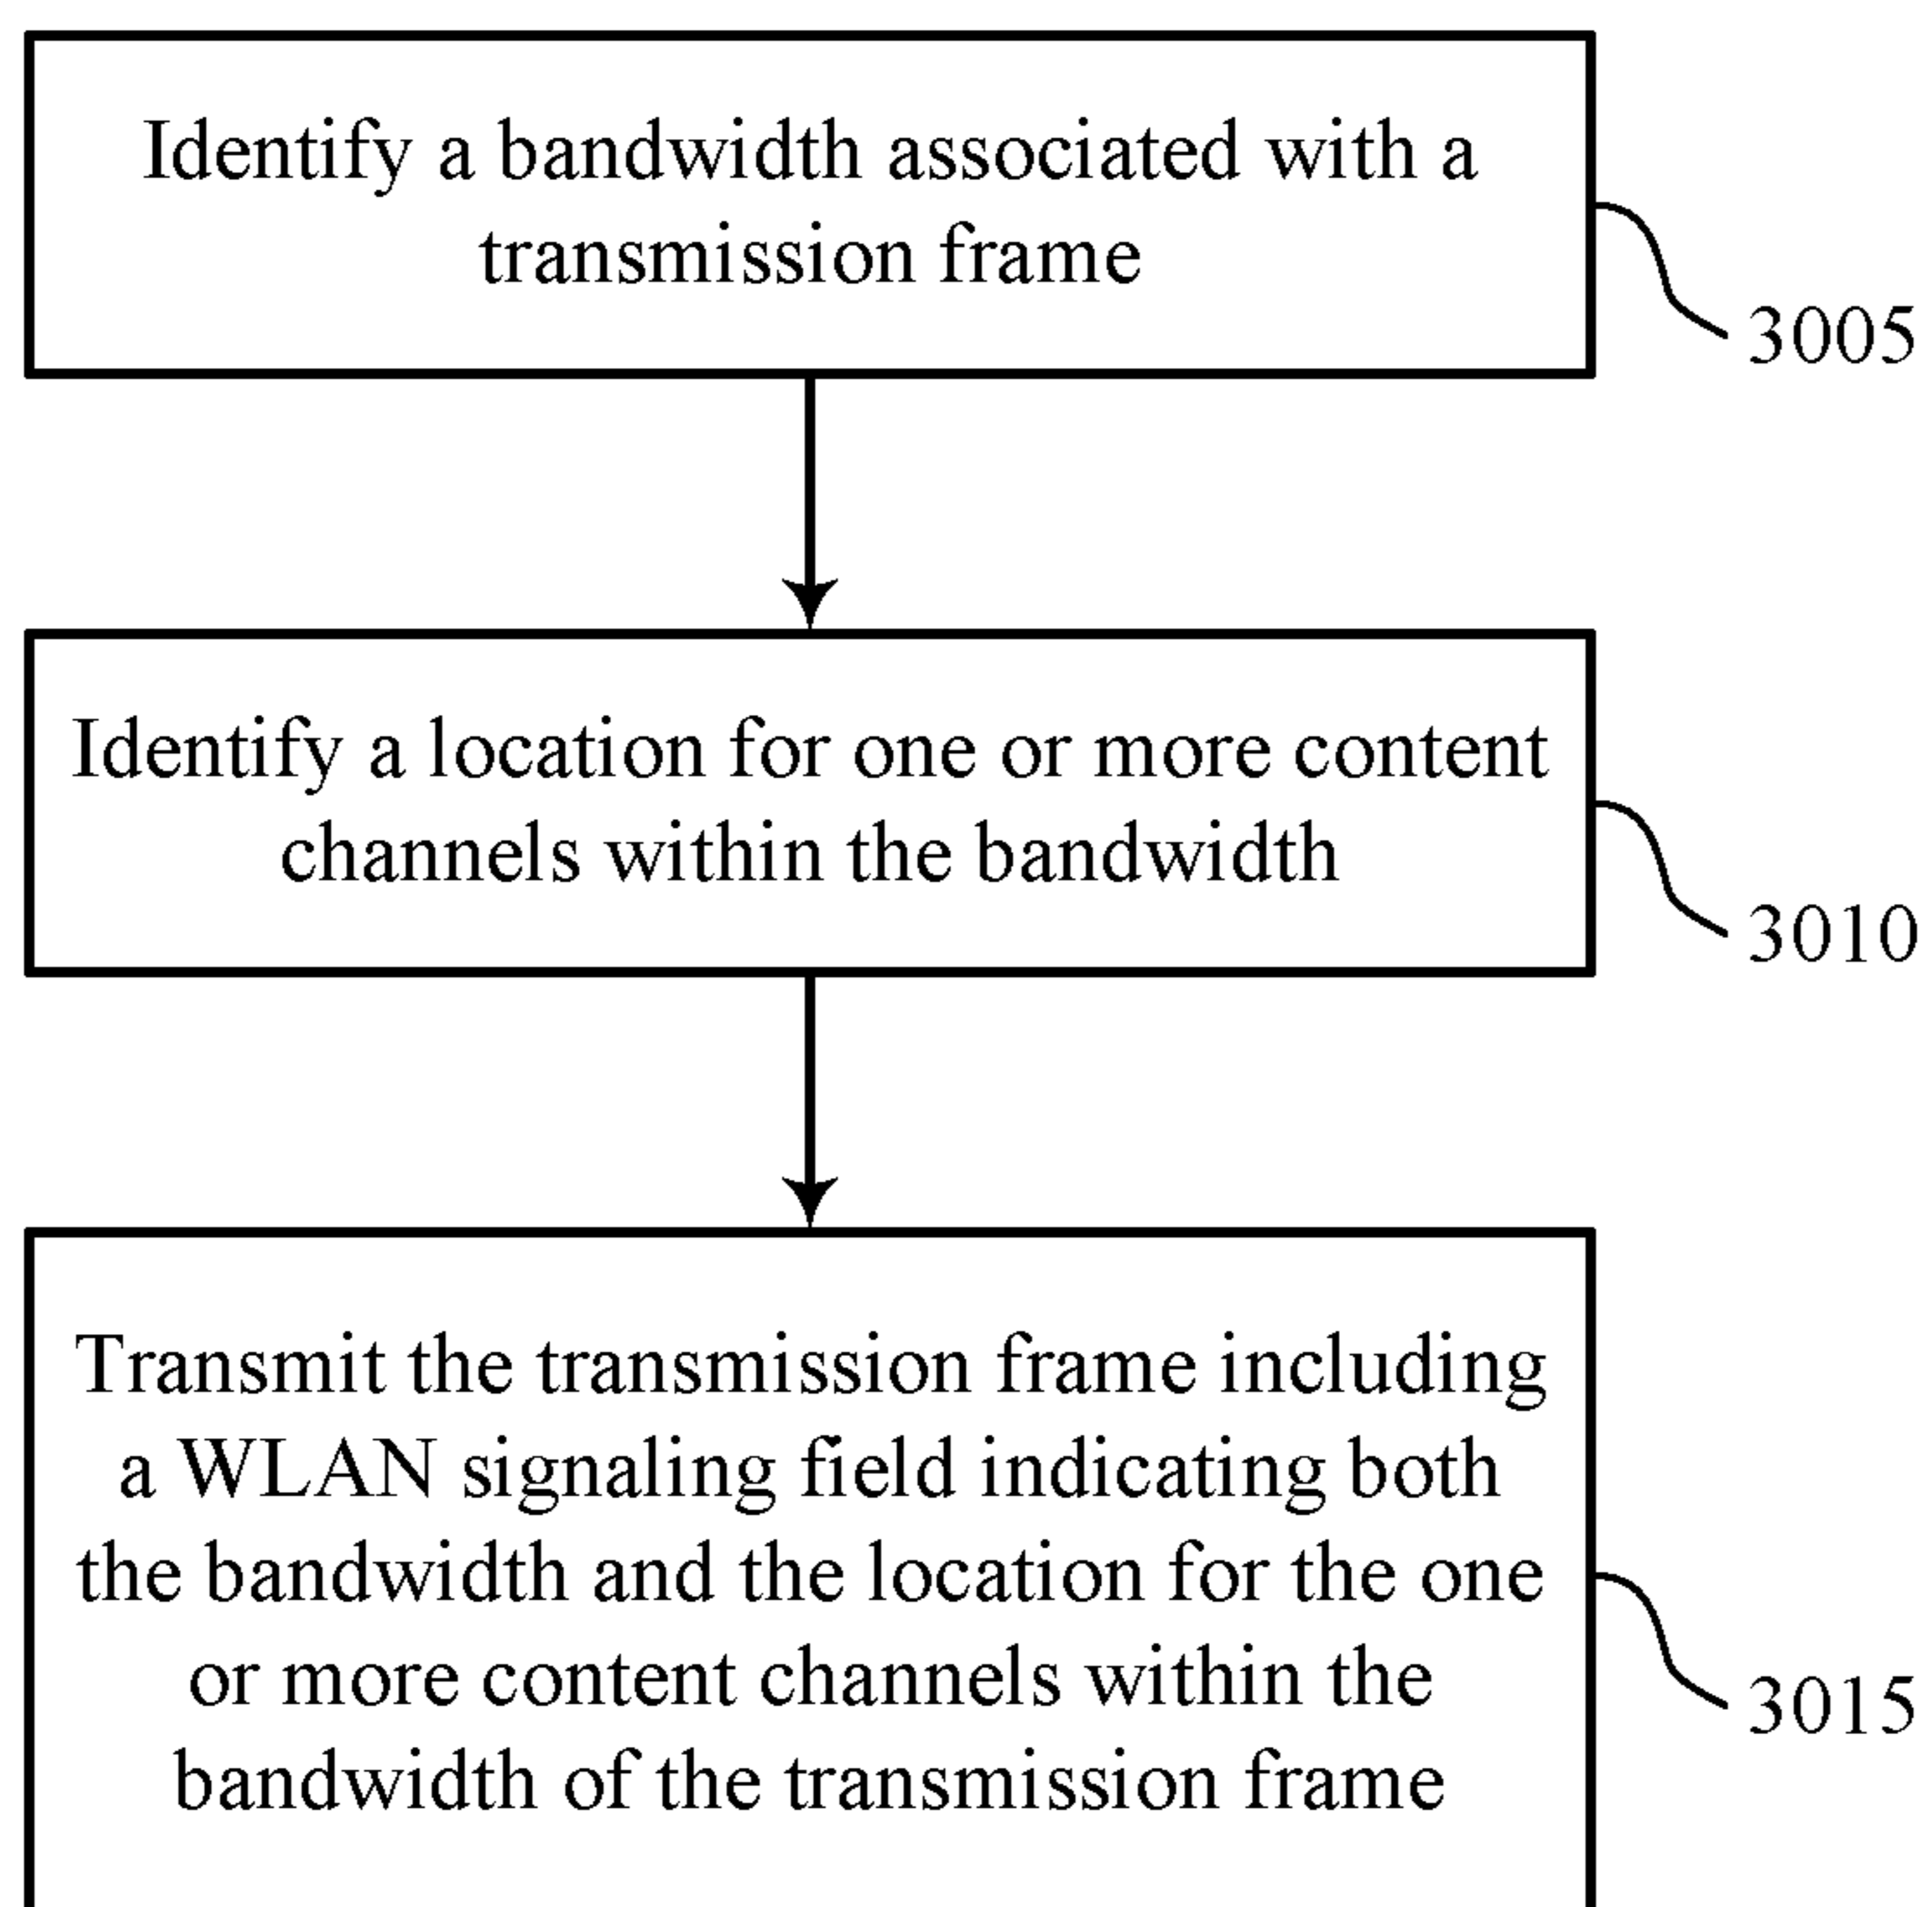 Identify a bandwidth associated with a
transmission frame
3005
Identify a location for one or more content
channels within the bandwidth
3010
Transmit the transmission frame including
a WLAN signaling field indicating both
the bandwidth and the location for the one
or more content channels within the
bandwidth of the transmission frame
3015